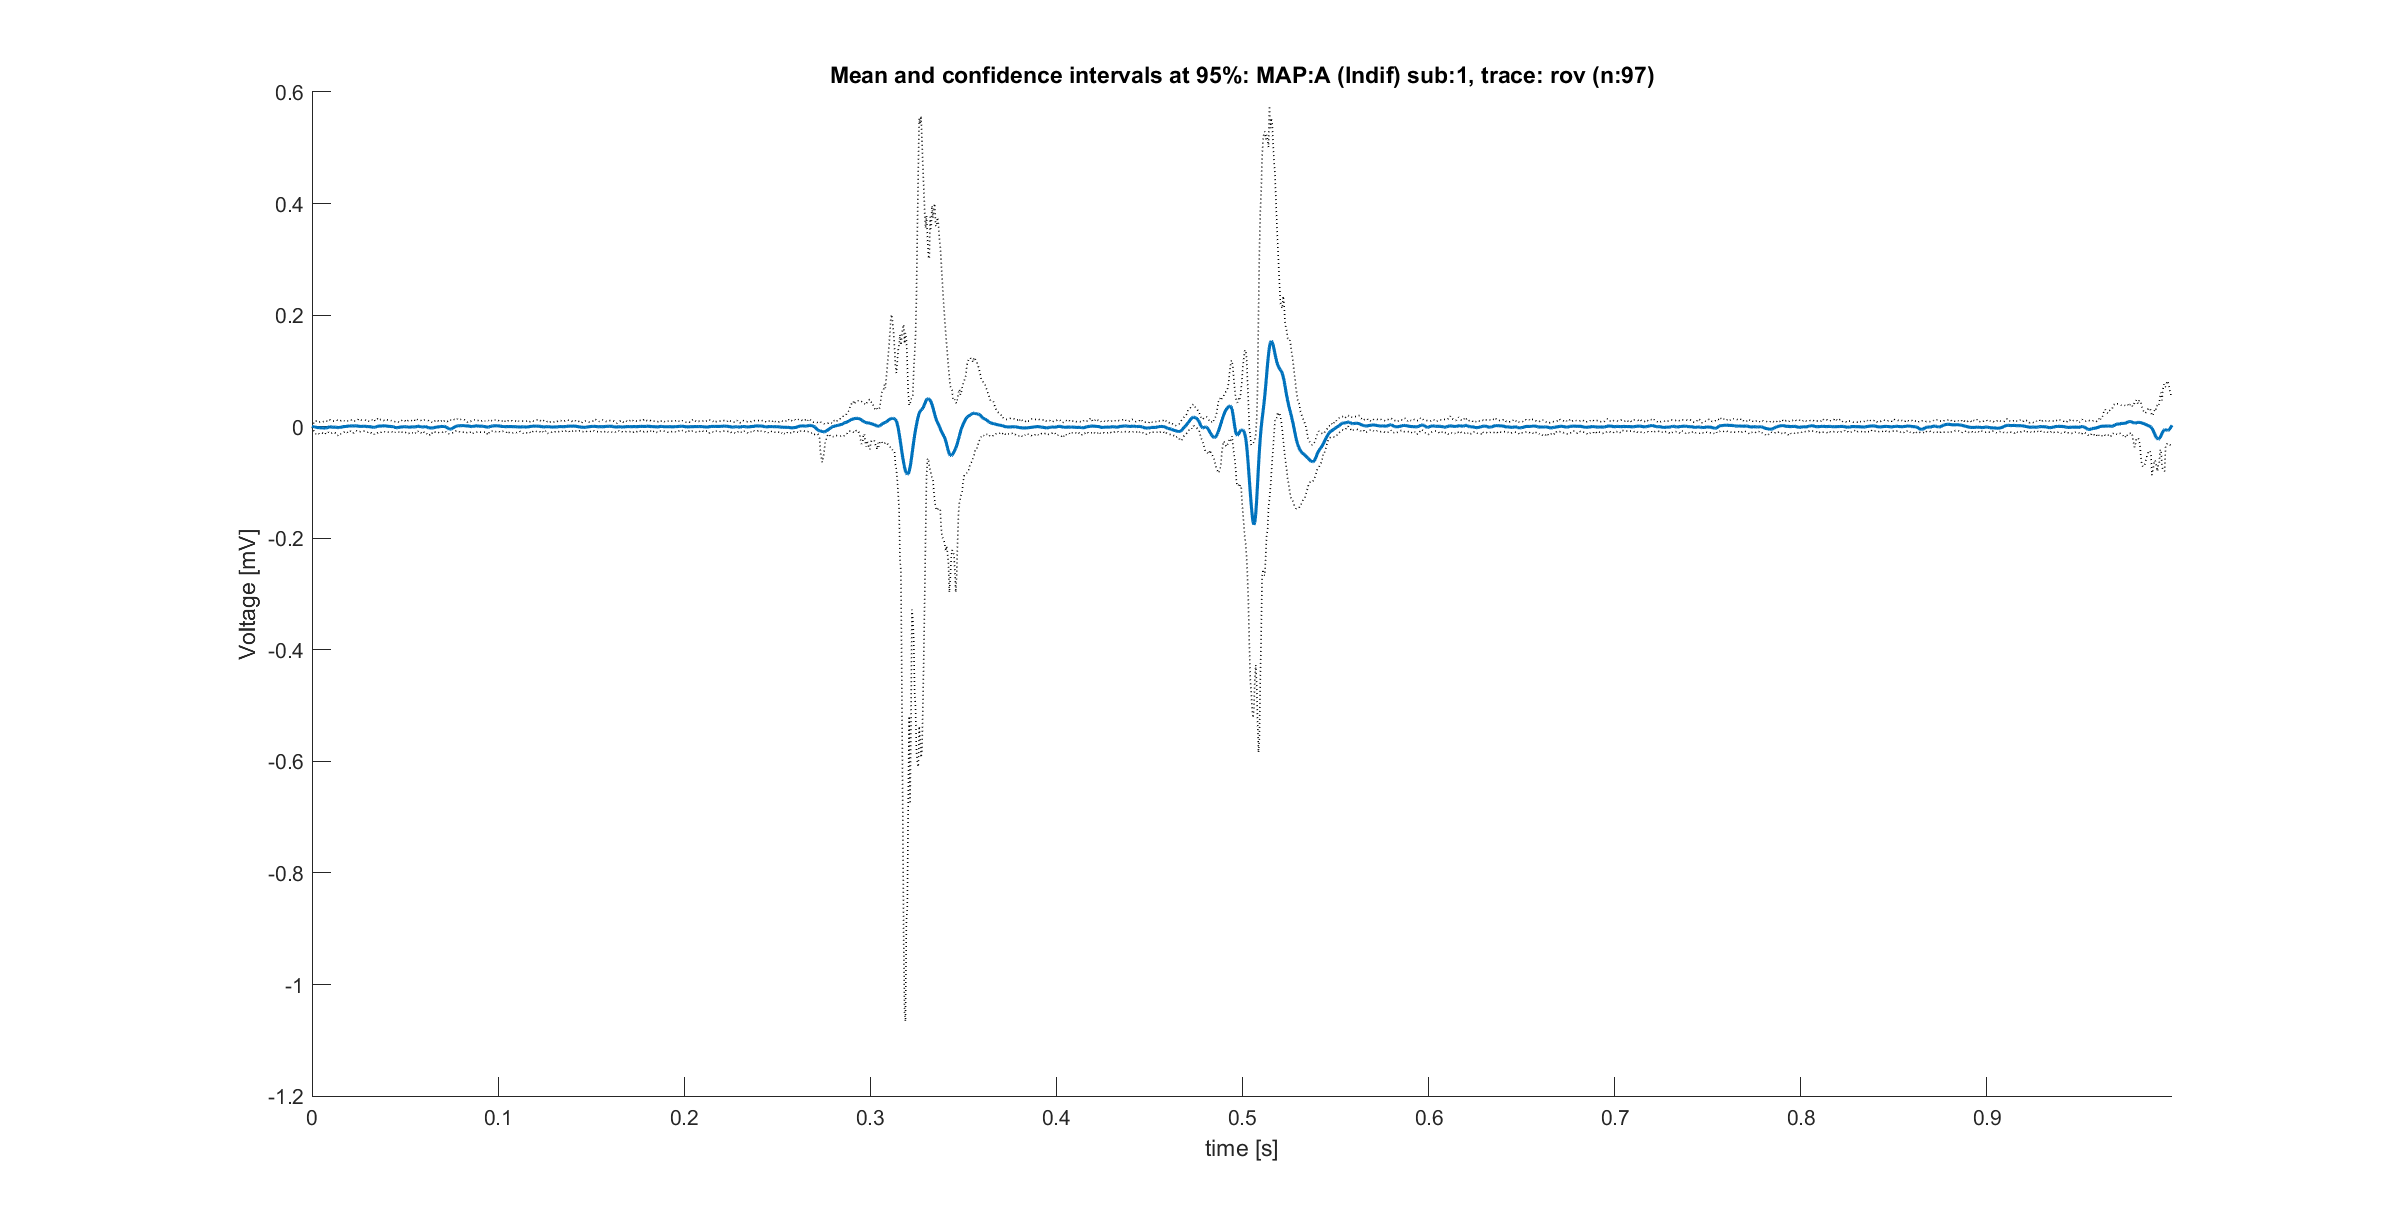 Mean and confidence intervals at 95%: MAP:A (Indif) sub:1, trace: rov (n:97)
0.6
0.4
0.2
0
-0.2
-0.4
-0.6
-0.8
-1
-1.2
Voltage [mV]
0 0.1 0.2 0.3 0.4 0.5 0.6 0.7 0.8 0.9
time [s]